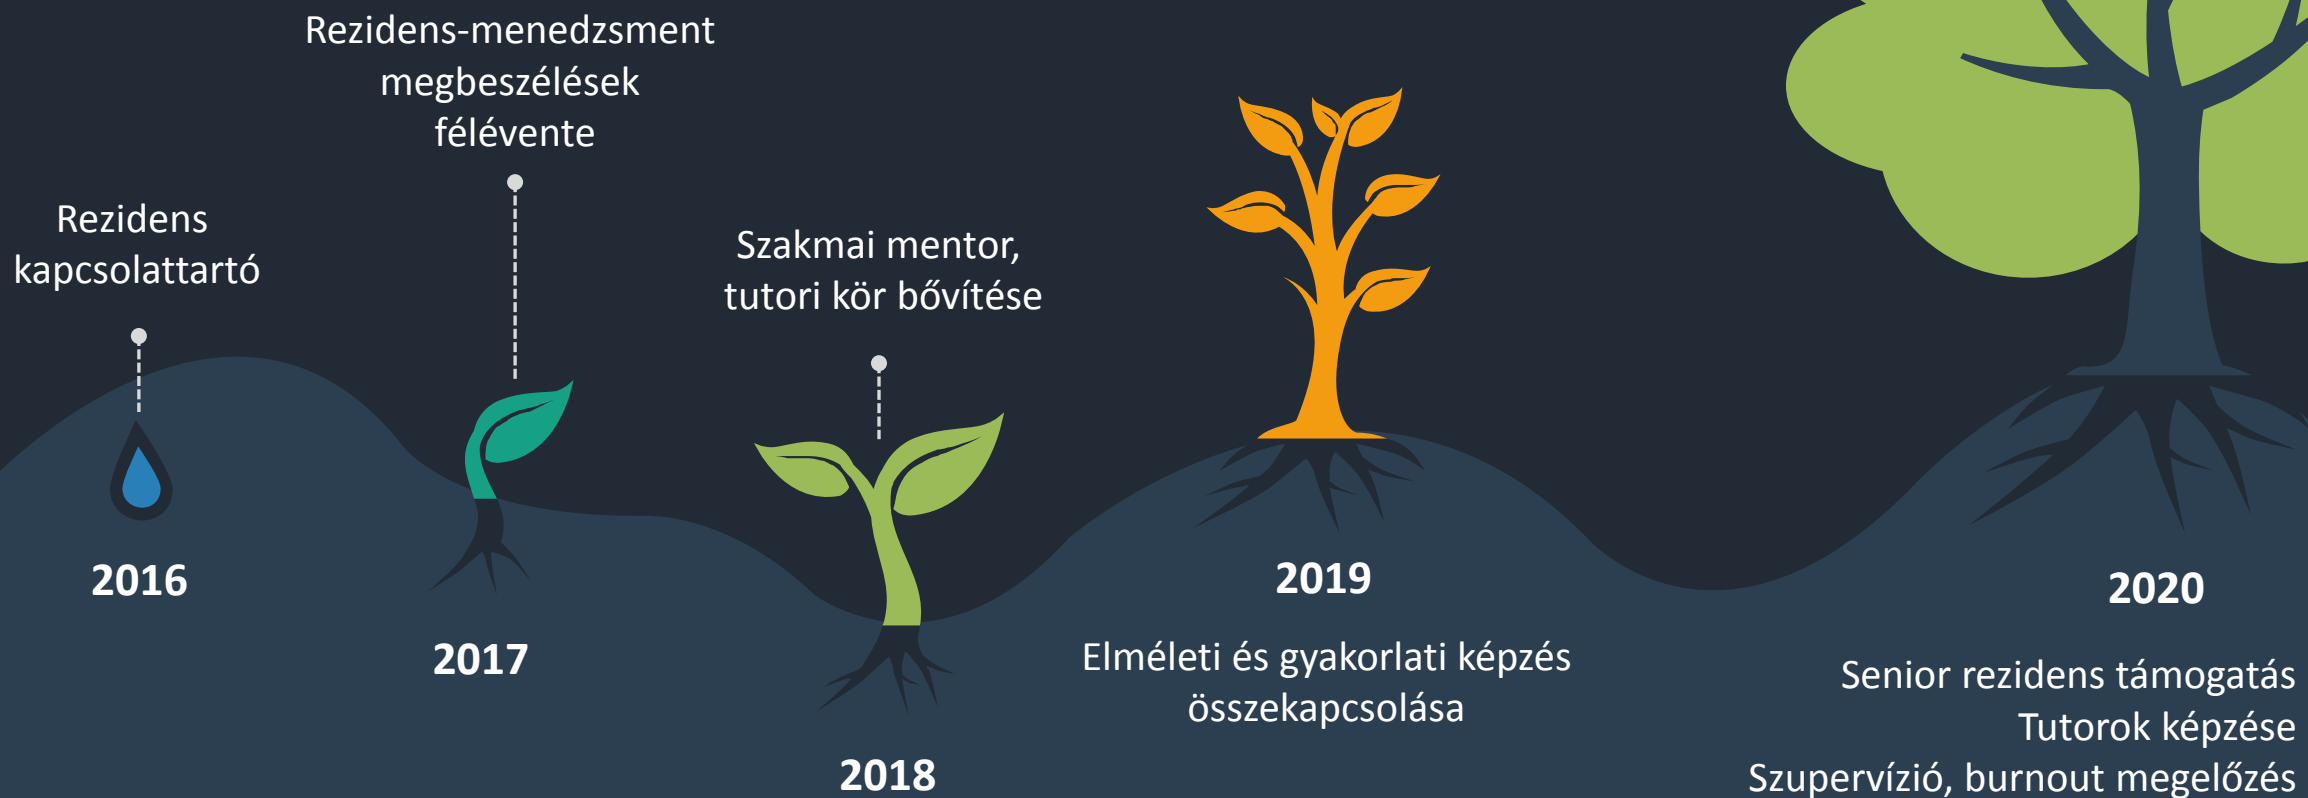 Rezidens
kapcsolattartó
2016
Rezidens-menedzsment
megbeszélések
félévente
2017
Szakmai mentor,
tutori kör bővítése
2018
2019
Elméleti és gyakorlati képzés
összekapcsolása
2020
Senior rezidens támogatás
Tutorok képzése
Szupervízió, burnout megelőzés